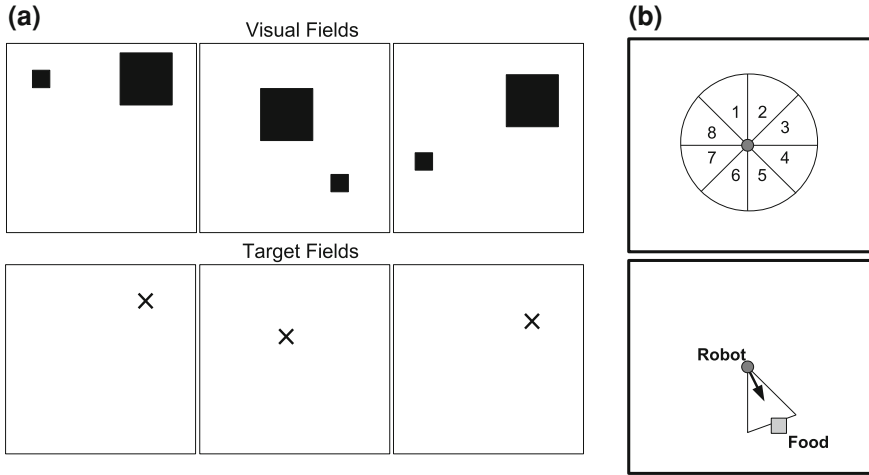 (a)
Visual Fields
Target Fields
(b)
1 2
8 3
7 4
6 5
Robot
Food